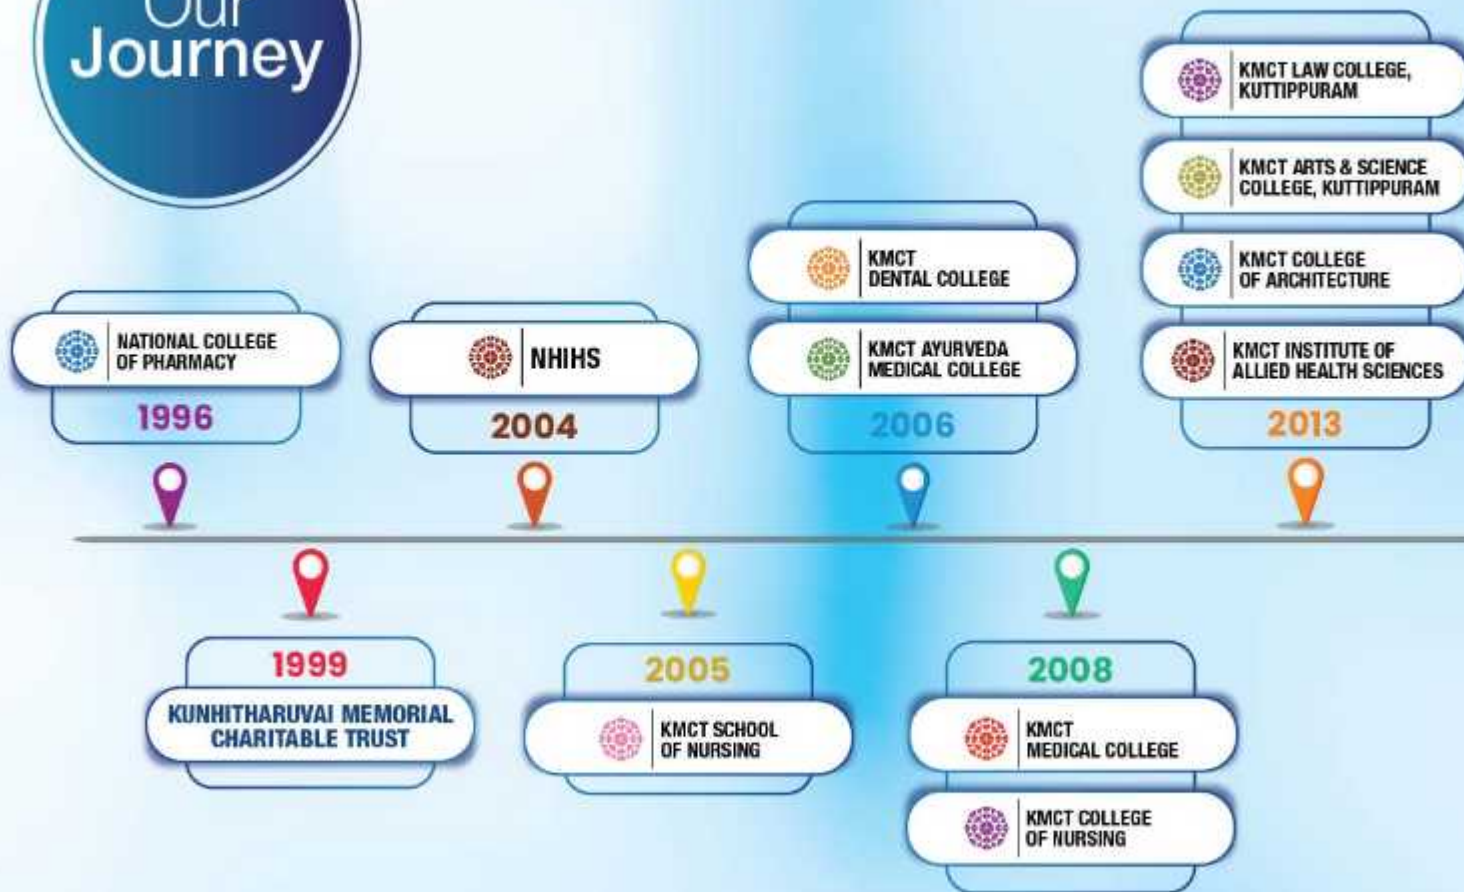 Our
Journey
KMCT LAW COLLEGE,
KUTTIPPURAM
KMCT ARTS & SCIENCE
COLLEGE, KUTTIPPURAM
KMCT COLLEGE
OF ARCHITECTURE
KMCT INSTITUTE OF
ALLIED HEALTH SCIENCES
2013
KMCT
DENTAL COLLEGE
KMCT AYURVEDA
MEDICAL COLLEGE
2006
NATIONAL COLLEGE
OF PHARMACY
1996
NHIHS
2004
1999
KUNHITHARUVAI MEMORIAL
CHARITABLE TRUST
2005
KMCT SCHOOL
OF NURSING
2008
KMCT
MEDICAL COLLEGE
KMCT COLLEGE
OF NURSING